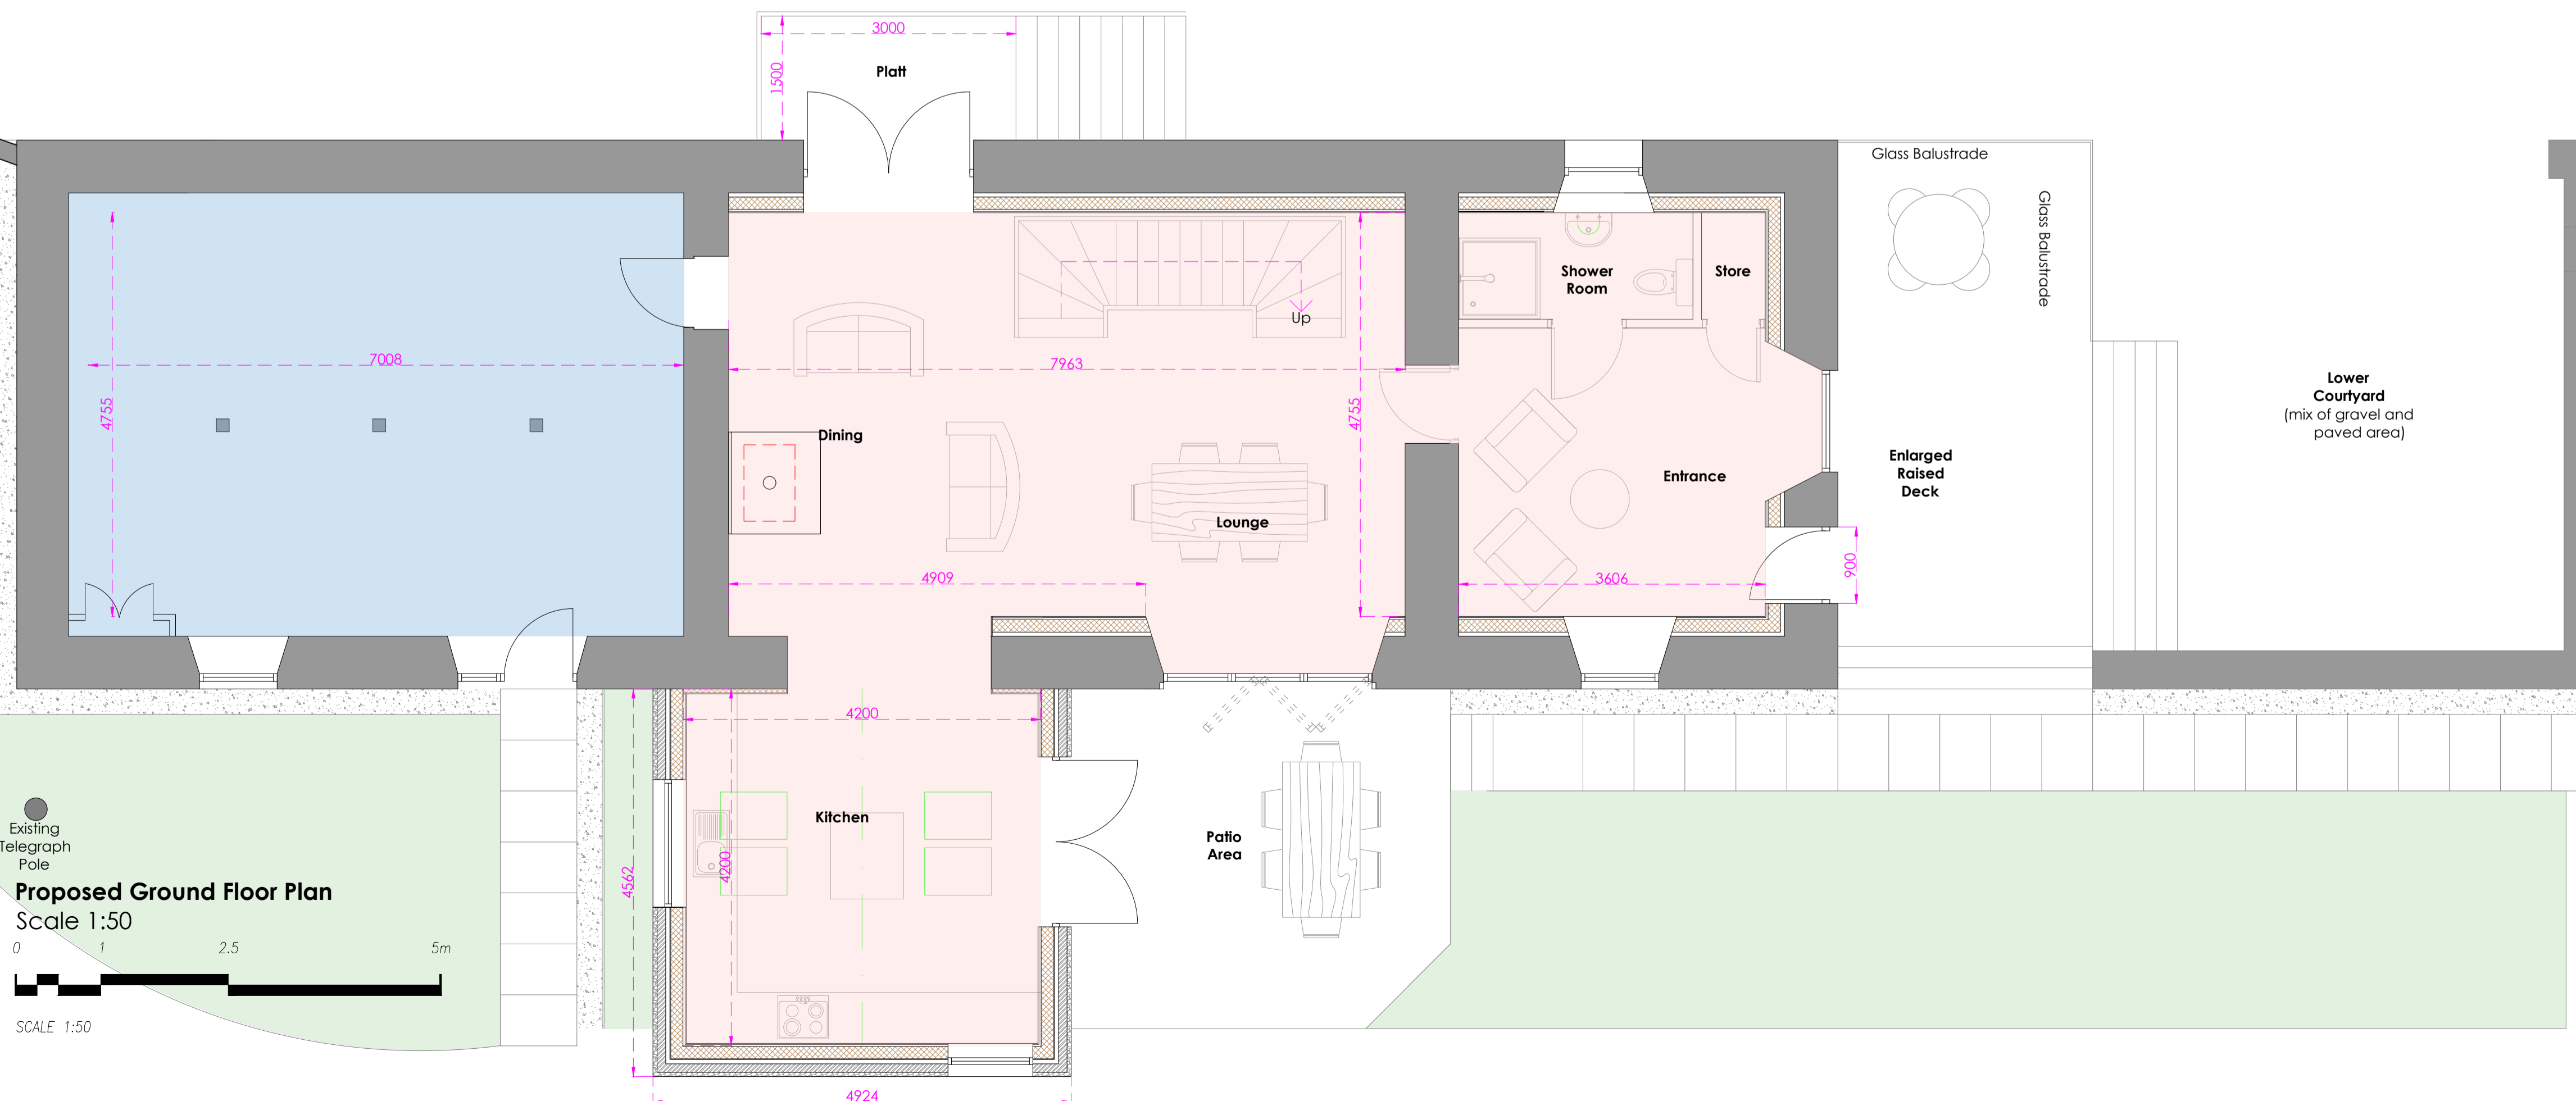 3000
1500
Platt
Glass Balustrade
Glass Balustrade
Shower
Room
Store
Up
7008
7963
4755
4755
Dining
Lounge
Entrance
Enlarged
Raised
Deck
Lower
Courtyard
(mix of gravel and
paved area)
4909
3606
900
4200
4200
4562
Kitchen
Patio
Area
Existing
Telegraph
Pole
Proposed Ground Floor Plan
Scale 1:50
0 1 2.5 5m
SCALE 1:50
4924